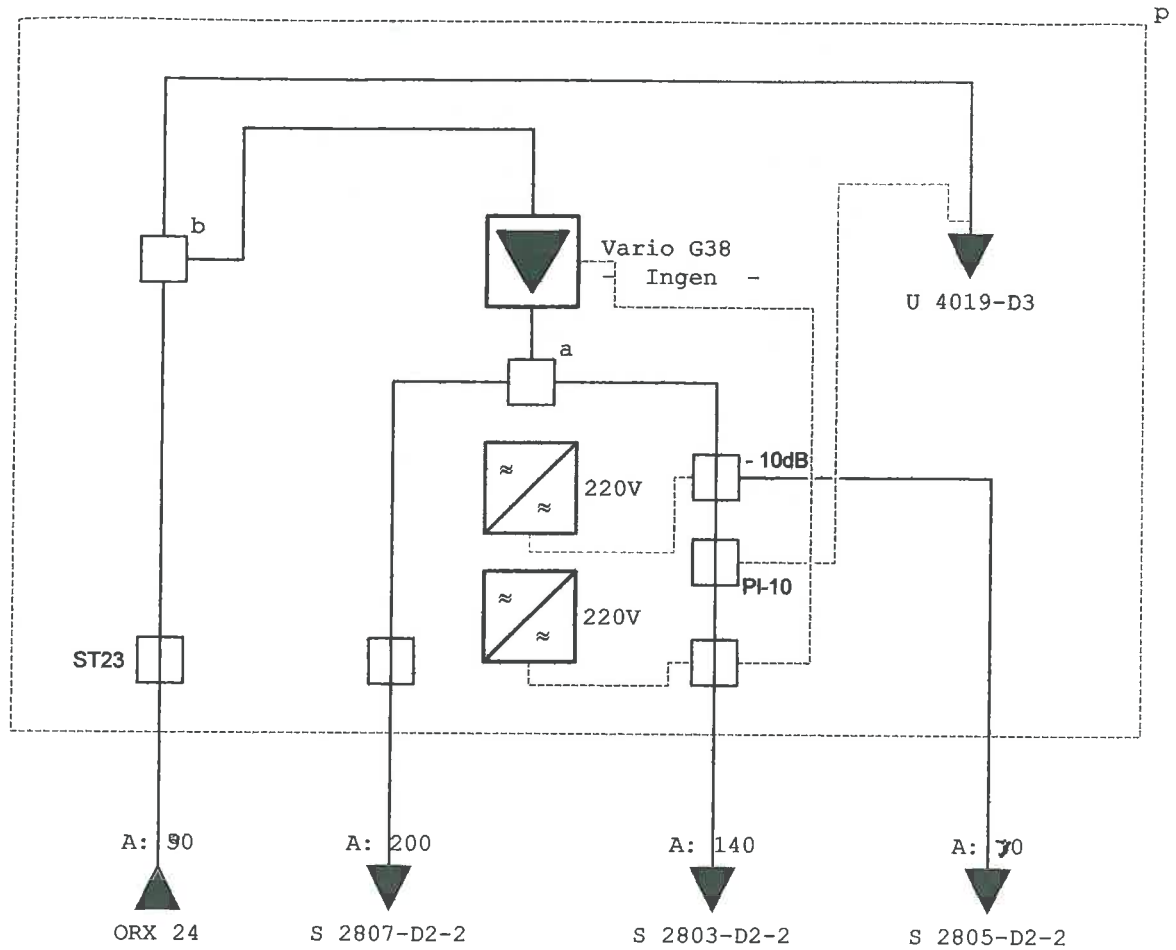 p
b
Vario G38
- Ingen -
U 4019-D3
a
- 10dB
≈
220V
≈
PI-10
≈
220V
≈
ST23
A: 200
A: 140
ORX 24
S 2807-D2-2
S 2803-D2-2
S 2805-D2-2